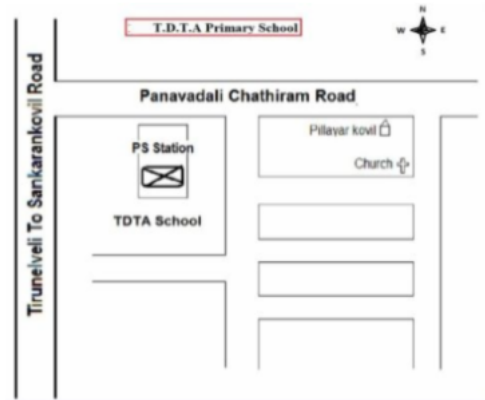 T.D.T.A Primary School
N
W E
S
Panavadali Chathiram Road
Tirunelveli To Sankarankovil Road
PS Station
Pillayar kovil
Church
TDTA School